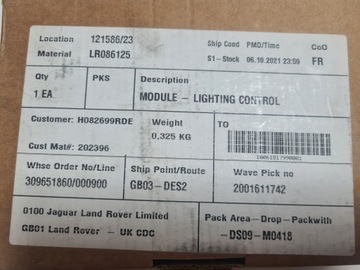 Location 121586/23 Ship Cond PMD/Time CoO
Material LR086125 S1-Stock 06.10.2021 23:59 FR
Qty PKS Description
1 EA MODULE - LIGHTING CONTROL
Customer: H082699RDE Weight TO
0,325 KG
Cust Mat#: 202396
Whse Order No/Line Ship Point/Route Wave Pick no
309651860/000900 GB03-DES2 2001611742
0100 Jaguar Land Rover Limited Pack Area-Drop-Packwith
GB01 Land Rover - UK CDC -DS09-M0418